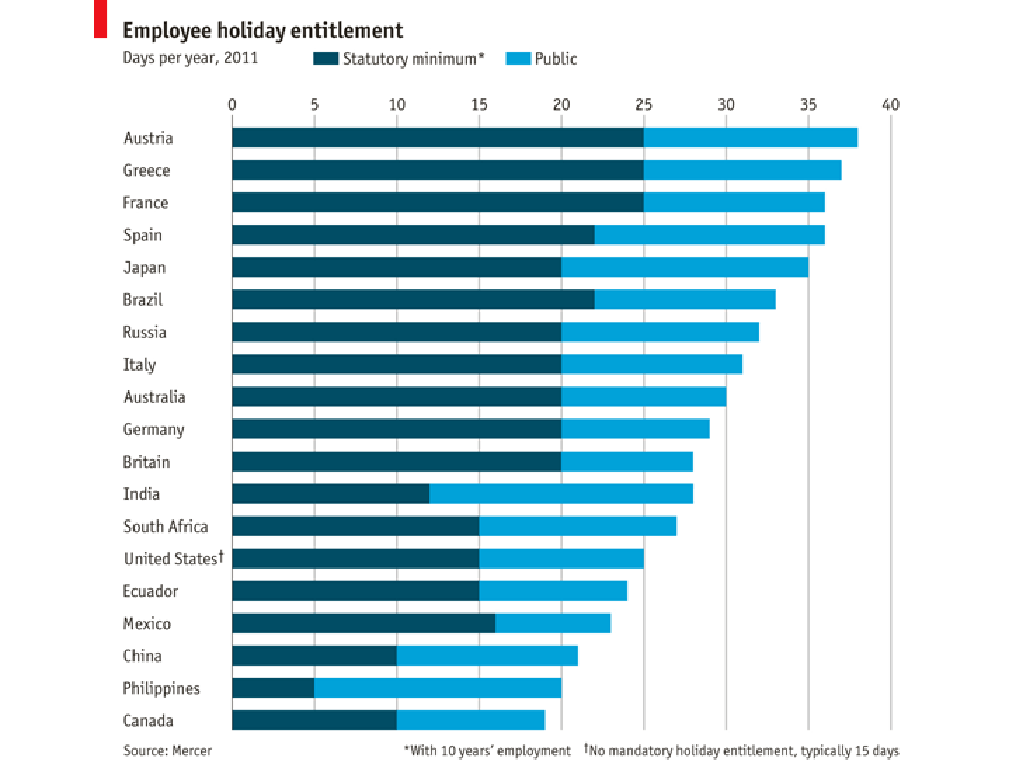 Employee holiday entitlement
Days per year, 2011 Statutory minimum* Public
0 5 10 15 20 25 30 35 40
Austria
Greece
France
Spain
Japan
Brazil
Russia
Italy
Australia
Germany
Britain
India
South Africa
United States†
Ecuador
Mexico
China
Philippines
Canada
Source: Mercer *With 10 years' employment †No mandatory holiday entitlement, typically 15 days